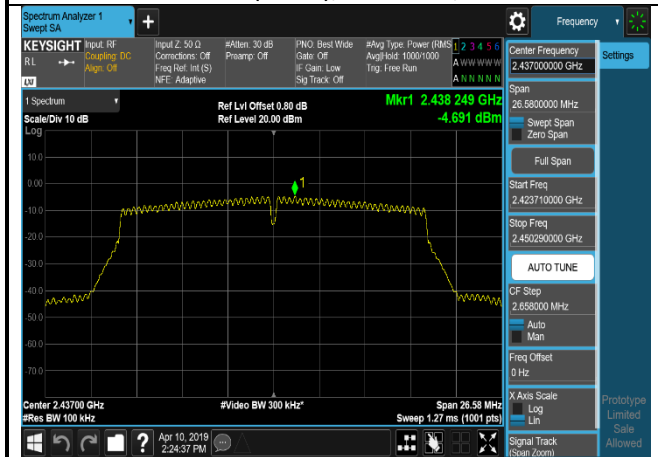 Spectrum Analyzer 1
Swept SA
+
Frequency
KEYSIGHT
Input: RF
Coupling: DC
Align: Off
Input Z: 50 Ω
Corrections: Off
Freq Ref: Int (S)
NFE: Adaptive
#Atten: 30 dB
Preamp: Off
PNO: Best Wide
Gate: Off
IF Gain: Low
Sig Track: Off
#Avg Type: Power (RMS
Avg|Hold: 1000/1000
Trig: Free Run
1 2 3 4 5 6
A W W W W W
A N N N N N
R L
LXI
Center Frequency
2.437000000 GHz
Settings
Span
26.5800000 MHz
Swept Span
Zero Span
Full Span
Start Freq
2.423710000 GHz
Stop Freq
2.450290000 GHz
AUTO TUNE
CF Step
2.658000 MHz
Auto
Man
Freq Offset
0 Hz
X Axis Scale
Log
Lin
Signal Track
(Span Zoom)
Prototype
Limited
Sale
Allowed
1 Spectrum
Scale/Div 10 dB
Log
Ref Lvl Offset 0.80 dB
Ref Level 20.00 dBm
Mkr1 2.438 249 GHz
-4.691 dBm
1
10.0
0.00
-10.0
-20.0
-30.0
-40.0
-50.0
-60.0
-70.0
Center 2.43700 GHz
#Res BW 100 kHz
#Video BW 300 kHz*
Span 26.58 MHz
Sweep 1.27 ms (1001 pts)
?
Apr 10, 2019
2:24:37 PM